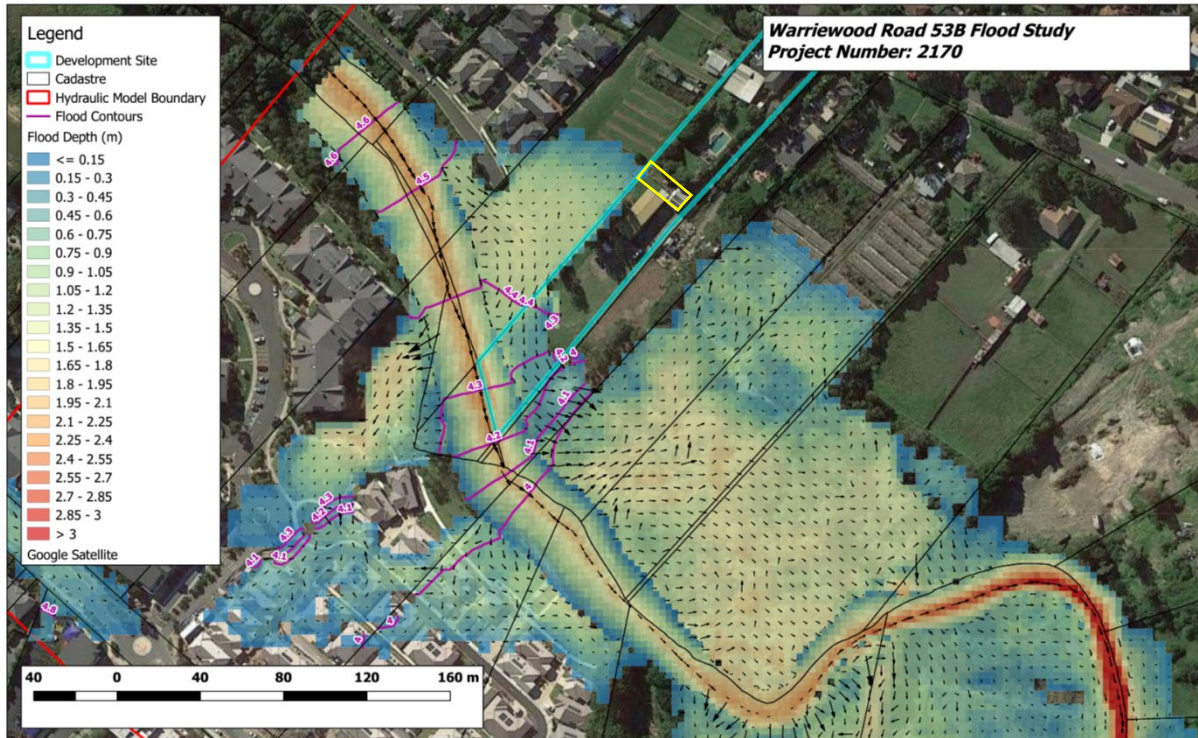 Legend
Development Site
Cadastre
Hydraulic Model Boundary
Flood Contours
Flood Depth (m)
<= 0.15
0.15 - 0.3
0.3 - 0.45
0.45 - 0.6
0.6 - 0.75
0.75 - 0.9
0.9 - 1.05
1.05 - 1.2
1.2 - 1.35
1.35 - 1.5
1.5 - 1.65
1.65 - 1.8
1.8 - 1.95
1.95 - 2.1
2.1 - 2.25
2.25 - 2.4
2.4 - 2.55
2.55 - 2.7
2.7 - 2.85
2.85 - 3
> 3
Google Satellite
Warriewood Road 53B Flood Study
Project Number: 2170
4.6
4.6
4.5
4.4
4.4
4.3
4.3
4.2
4.1
4.1
4
4.3
4.2
4.1
4.3
4.1
4
4
4.8
40 0 40 80 120 160 m